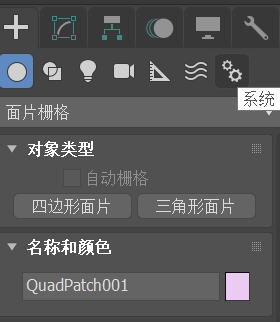 系统
面片栅格
对象类型
自动栅格
四边形面片 三角形面片
名称和颜色
QuadPatch001